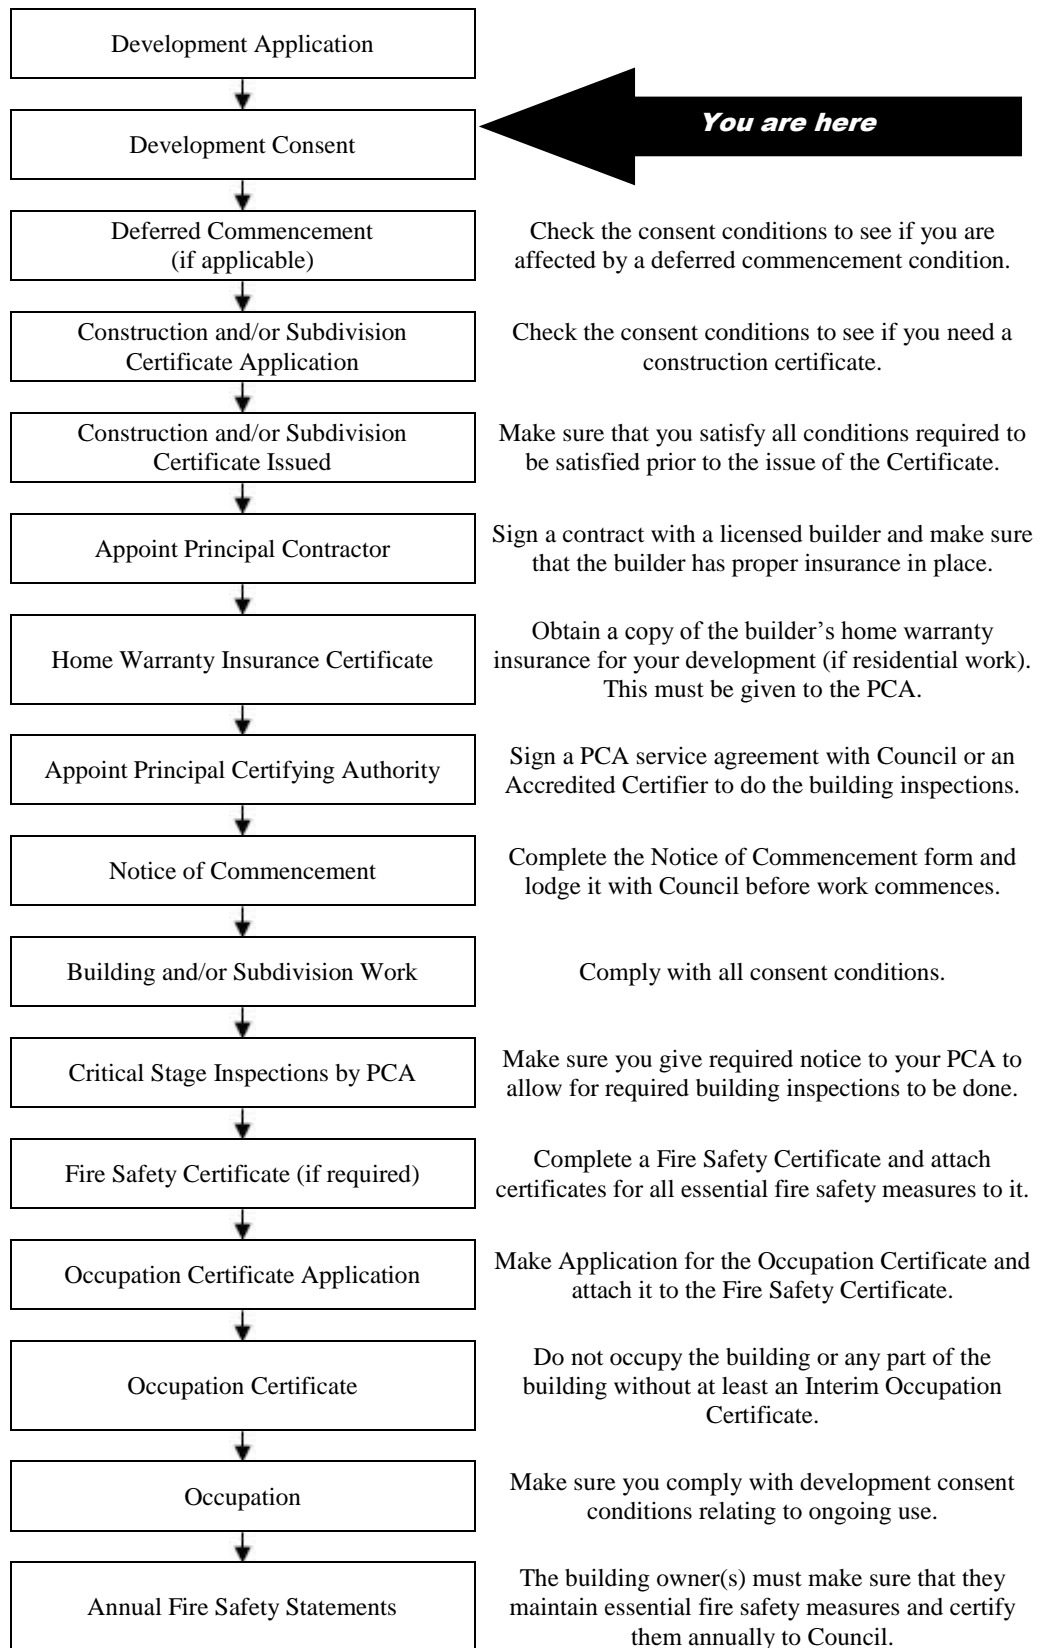 Development Application
You are here
Development Consent
Deferred Commencement
(if applicable)
Check the consent conditions to see if you are
affected by a deferred commencement condition.
Construction and/or Subdivision
Certificate Application
Check the consent conditions to see if you need a
construction certificate.
Construction and/or Subdivision
Certificate Issued
Make sure that you satisfy all conditions required to
be satisfied prior to the issue of the Certificate.
Appoint Principal Contractor
Sign a contract with a licensed builder and make sure
that the builder has proper insurance in place.
Home Warranty Insurance Certificate
Obtain a copy of the builder’s home warranty
insurance for your development (if residential work).
This must be given to the PCA.
Appoint Principal Certifying Authority
Sign a PCA service agreement with Council or an
Accredited Certifier to do the building inspections.
Notice of Commencement
Complete the Notice of Commencement form and
lodge it with Council before work commences.
Building and/or Subdivision Work
Comply with all consent conditions.
Critical Stage Inspections by PCA
Make sure you give required notice to your PCA to
allow for required building inspections to be done.
Fire Safety Certificate (if required)
Complete a Fire Safety Certificate and attach
certificates for all essential fire safety measures to it.
Occupation Certificate Application
Make Application for the Occupation Certificate and
attach it to the Fire Safety Certificate.
Occupation Certificate
Do not occupy the building or any part of the
building without at least an Interim Occupation
Certificate.
Occupation
Make sure you comply with development consent
conditions relating to ongoing use.
Annual Fire Safety Statements
The building owner(s) must make sure that they
maintain essential fire safety measures and certify
them annually to Council.